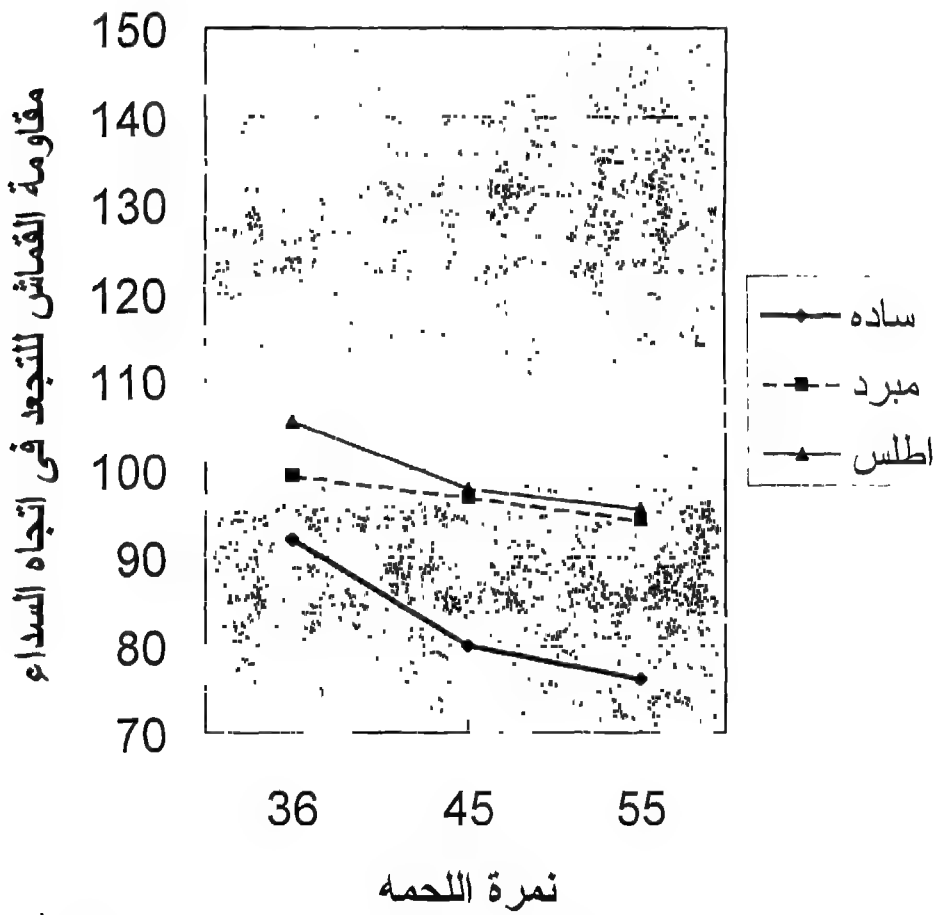 مقاومة القماش للتجعد فى اتجاه السداء
150
140
130
120
110
100
90
80
70
36 45 55
نمرة اللحمه
ساده
مبرد
اطلس